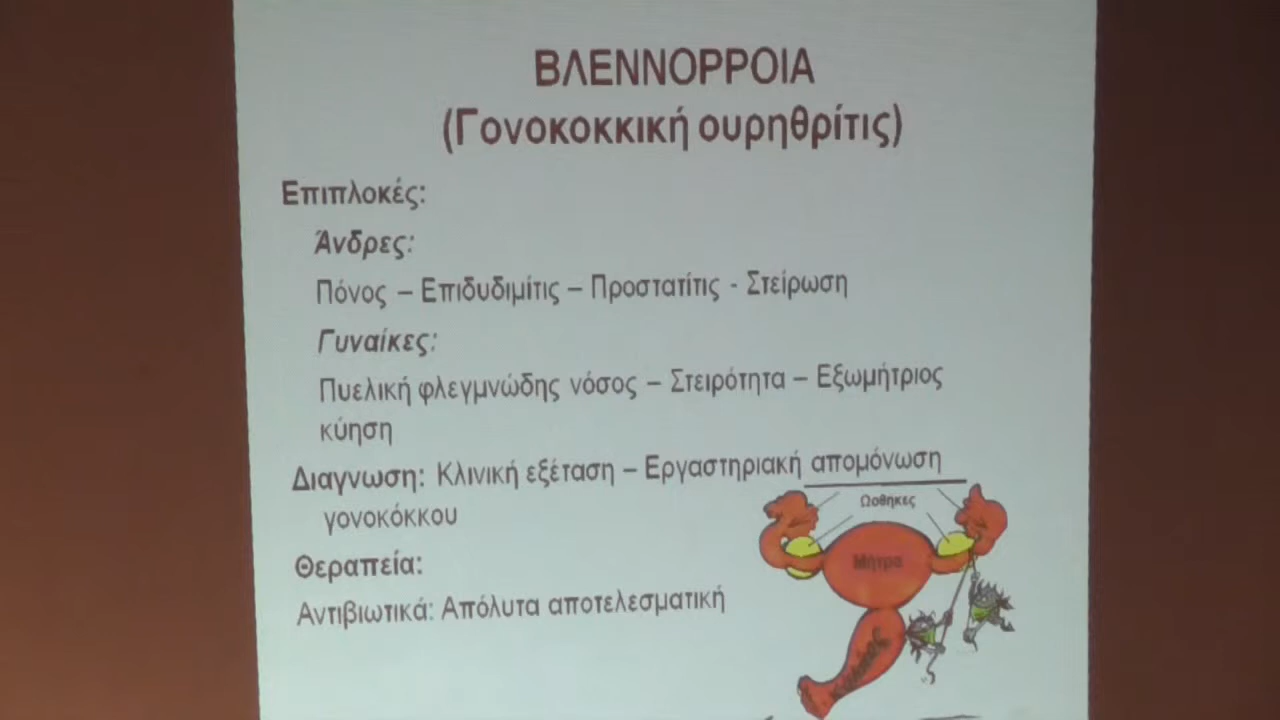 ΒΛΕΝΝΟΡΡΟΙΑ
(Γονοκοκκική ουρηθρίτις)
Επιπλοκές:
Άνδρες:
Πόνος – Επιδυδιμίτις – Προστατίτις - Στείρωση
Γυναίκες:
Πυελική φλεγμνώδης νόσος – Στειρότητα – Εξωμήτριος
κύηση
Διαγνωση: Κλινική εξέταση – Εργαστηριακή απομόνωση
γονοκόκκου
Ωοθηκες
Μήτρα
Θεραπεία:
Αντιβιωτικά: Απόλυτα αποτελεσματική